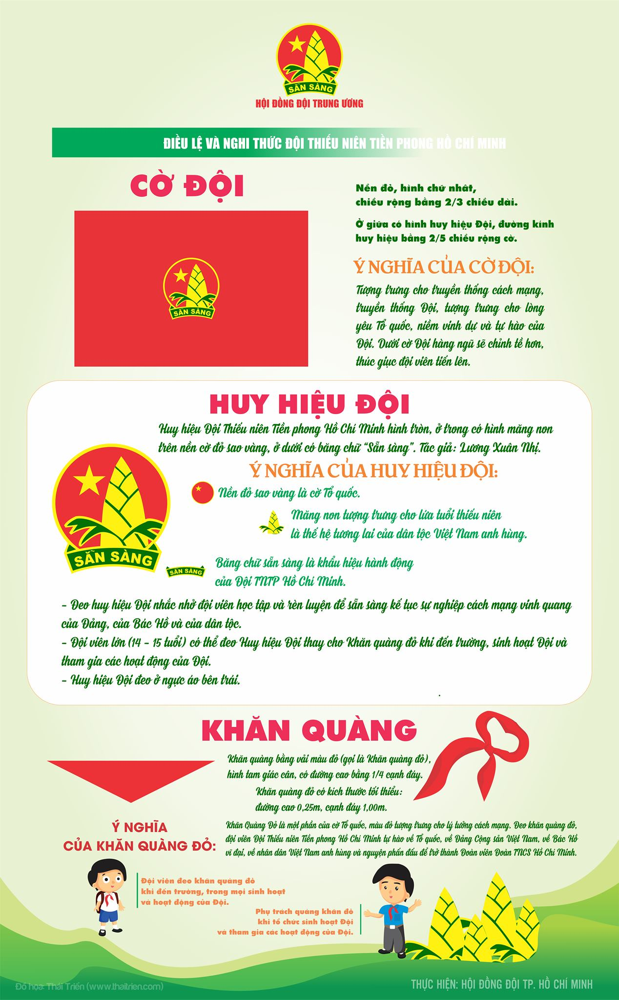 SẴN SÀNG
HỘI ĐỒNG ĐỘI TRUNG ƯƠNG
ĐIỀU LỆ VÀ NGHI THỨC ĐỘI THIẾU NIÊN TIỀN PHONG HỒ CHÍ MINH
CỜ ĐỘI
SẴN SÀNG
Nền đỏ, hình chữ nhât,
chiều rộng bằng 2/3 chiều dài.
Ở giữa có hình huy hiệu Đội, đường kính
huy hiệu bằng 2/5 chiều rộng cờ.
Ý NGHĨA CỦA CỜ ĐỘI:
Tượng trưng cho truyền thống cách mạng,
truyền thống Đội, tượng trưng cho lòng
yêu Tổ quốc, niềm vinh dự và tự hào của
Đội. Dưới cờ Đội hàng ngũ sẽ chỉnh tề hơn,
thúc giục đội viên tiến lên.
HUY HIỆU ĐỘI
Huy hiệu Đội Thiếu niên Tiền phong Hồ Chí Minh hình tròn, ở trong có hình măng non
trên nền cờ đỏ sao vàng, ở dưới có băng chữ “Sẵn sàng”. Tác giả: Lương Xuân Nhị.
SẴN SÀNG
Ý NGHĨA CỦA HUY HIỆU ĐỘI:
Nền đỏ sao vàng là cờ Tổ quốc.
Măng non tượng trưng cho lứa tuổi thiếu niên
là thế hệ tương lai của dân tộc Việt Nam anh hùng.
SẴN SÀNG
Băng chữ sẵn sàng là khẩu hiệu hành động
của Đội TNTP Hồ Chí Minh.
– Đeo huy hiệu Đội nhắc nhở đội viên học tập và rèn luyện để sẵn sàng kế tục sự nghiệp cách mạng vinh quang
của Đảng, của Bác Hồ và của dân tộc.
– Đội viên lớn (14 – 15 tuổi) có thể đeo Huy hiệu Đội thay cho Khăn quàng đỏ khi đến trường, sinh hoạt Đội và
tham gia các hoạt động của Đội.
– Huy hiệu Đội đeo ở ngực áo bên trái.
.
KHĂN QUÀNG
Khăn quàng bằng vải màu đỏ (gọi là Khăn quàng đỏ),
hình tam giác cân, có đường cao bằng 1/4 cạnh đáy.
Khăn quàng đỏ có kích thước tối thiểu:
đường cao 0,25m, cạnh đáy 1,00m.
Ý NGHĨA
CỦA KHĂN QUÀNG ĐỎ:
Khăn Quàng Đỏ là một phần của cờ Tổ quốc, màu đỏ tượng trưng cho lý tưởng cách mạng. Đeo khăn quàng đỏ,
đội viên Đội Thiếu niên Tiền phong Hồ Chí Minh tự hào về Tổ quốc, về Đảng Cộng sản Việt Nam, về Bác Hồ
vĩ đại, về nhân dân Việt Nam anh hùng và nguyện phấn đấu để trở thành Đoàn viên Đoàn TNCS Hồ Chí Minh.
Đội viên đeo khăn quàng đỏ
khi đến trường, trong mọi sinh hoạt
và hoạt động của Đội.
Phụ trách quàng khăn đỏ
khi tổ chức sinh hoạt Đội
và tham gia các hoạt động của Đội.
Đồ họa: Thái Triển (www.thaitrien.com)
THỰC HIỆN: HỘI ĐỒNG ĐỘI TP. HỒ CHÍ MINH